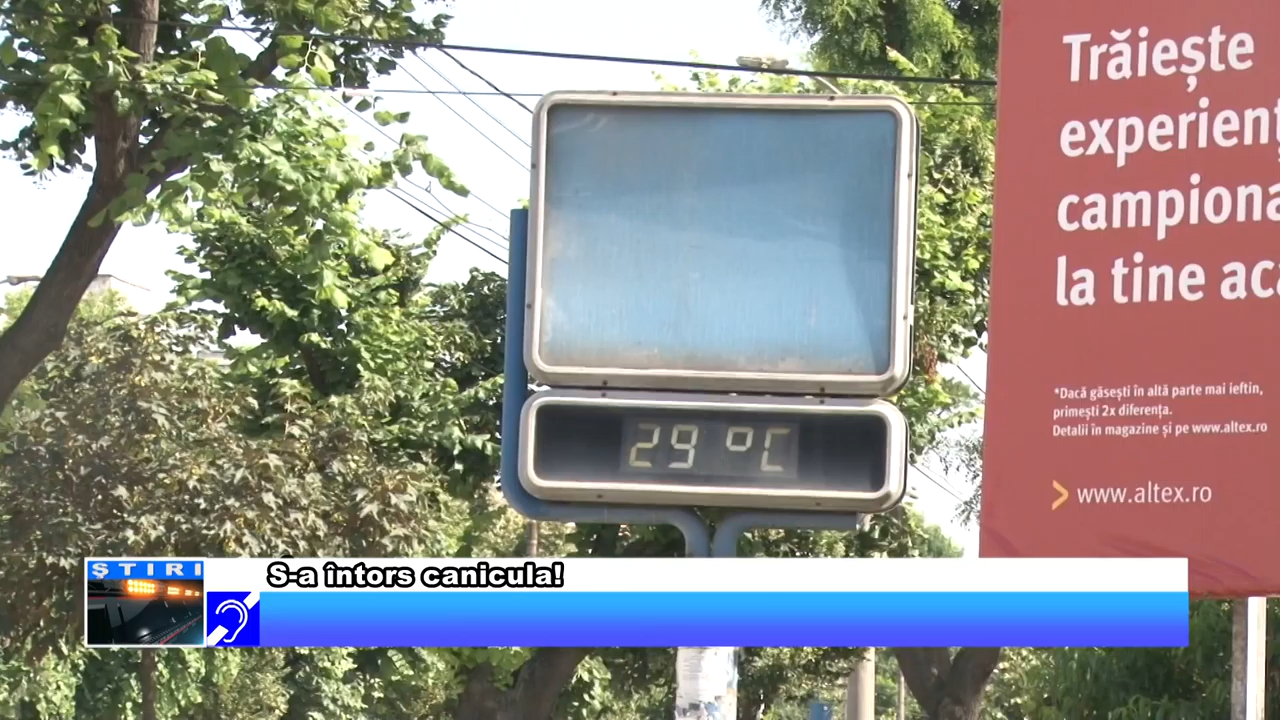 Trăiește
experienț
campiona
la tine aca
*Dacă găsești în altă parte mai ieftin,
primești 2x diferența.
Detalii în magazine și pe www.altex.ro
www.altex.ro
29 °C
ŞTIRI
S-a întors canicula!